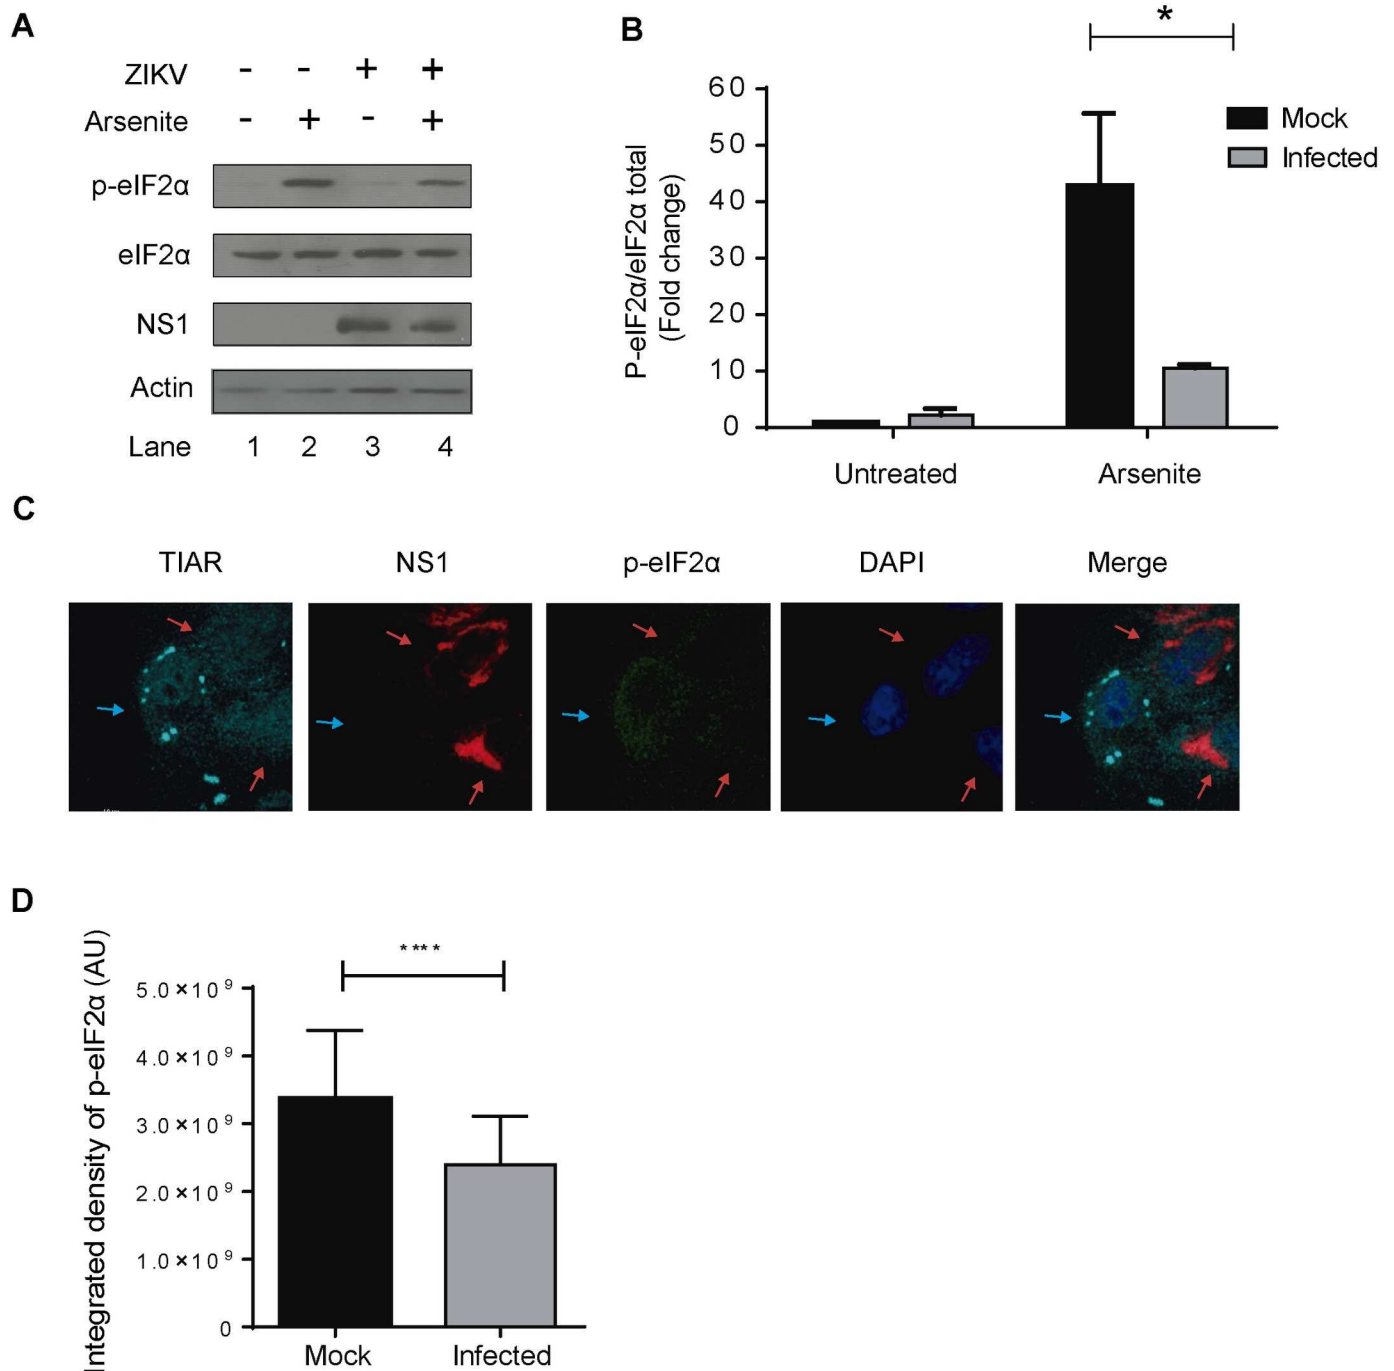 A
ZIKV - - + +
Arsenite - + - +
p-eIF2α
eIF2α
NS1
Actin
Lane 1 2 3 4
B
*
P-eIF2α/eIF2α total
(Fold change)
60
50
40
30
20
10
0
Mock
Infected
Untreated Arsenite
C
TIAR NS1 p-eIF2α DAPI Merge
D
****
Integrated density of p-eIF2α (AU)
5.0×10⁹
4.0×10⁹
3.0×10⁹
2.0×10⁹
1.0×10⁹
0
Mock Infected